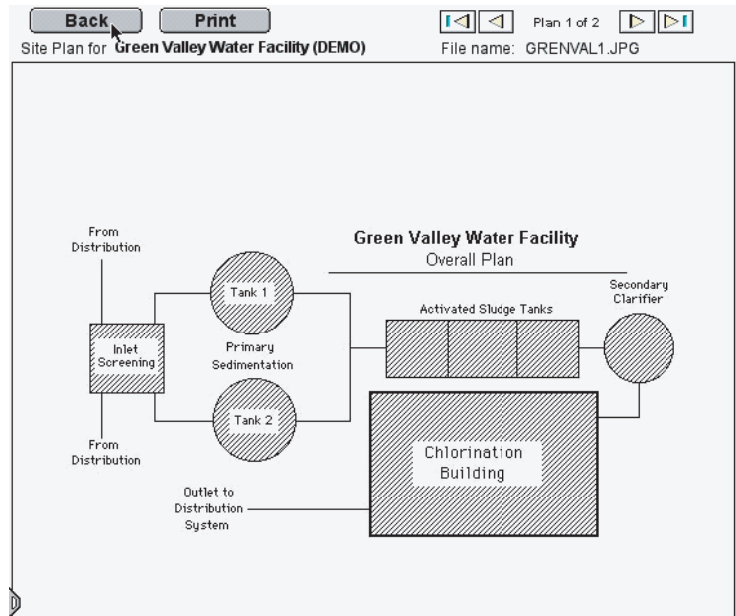 Back
Print
Plan 1 of 2
Site Plan for Green Valley Water Facility (DEMO)
File name: GRENVAL1.JPG
From
Distribution
Green Valley Water Facility
Overall Plan
Tank 1
Secondary
Clarifier
Activated Sludge Tanks
Inlet
Screening
Primary
Sedimentation
Tank 2
From
Distribution
Chlorination
Building
Outlet to
Distribution
System